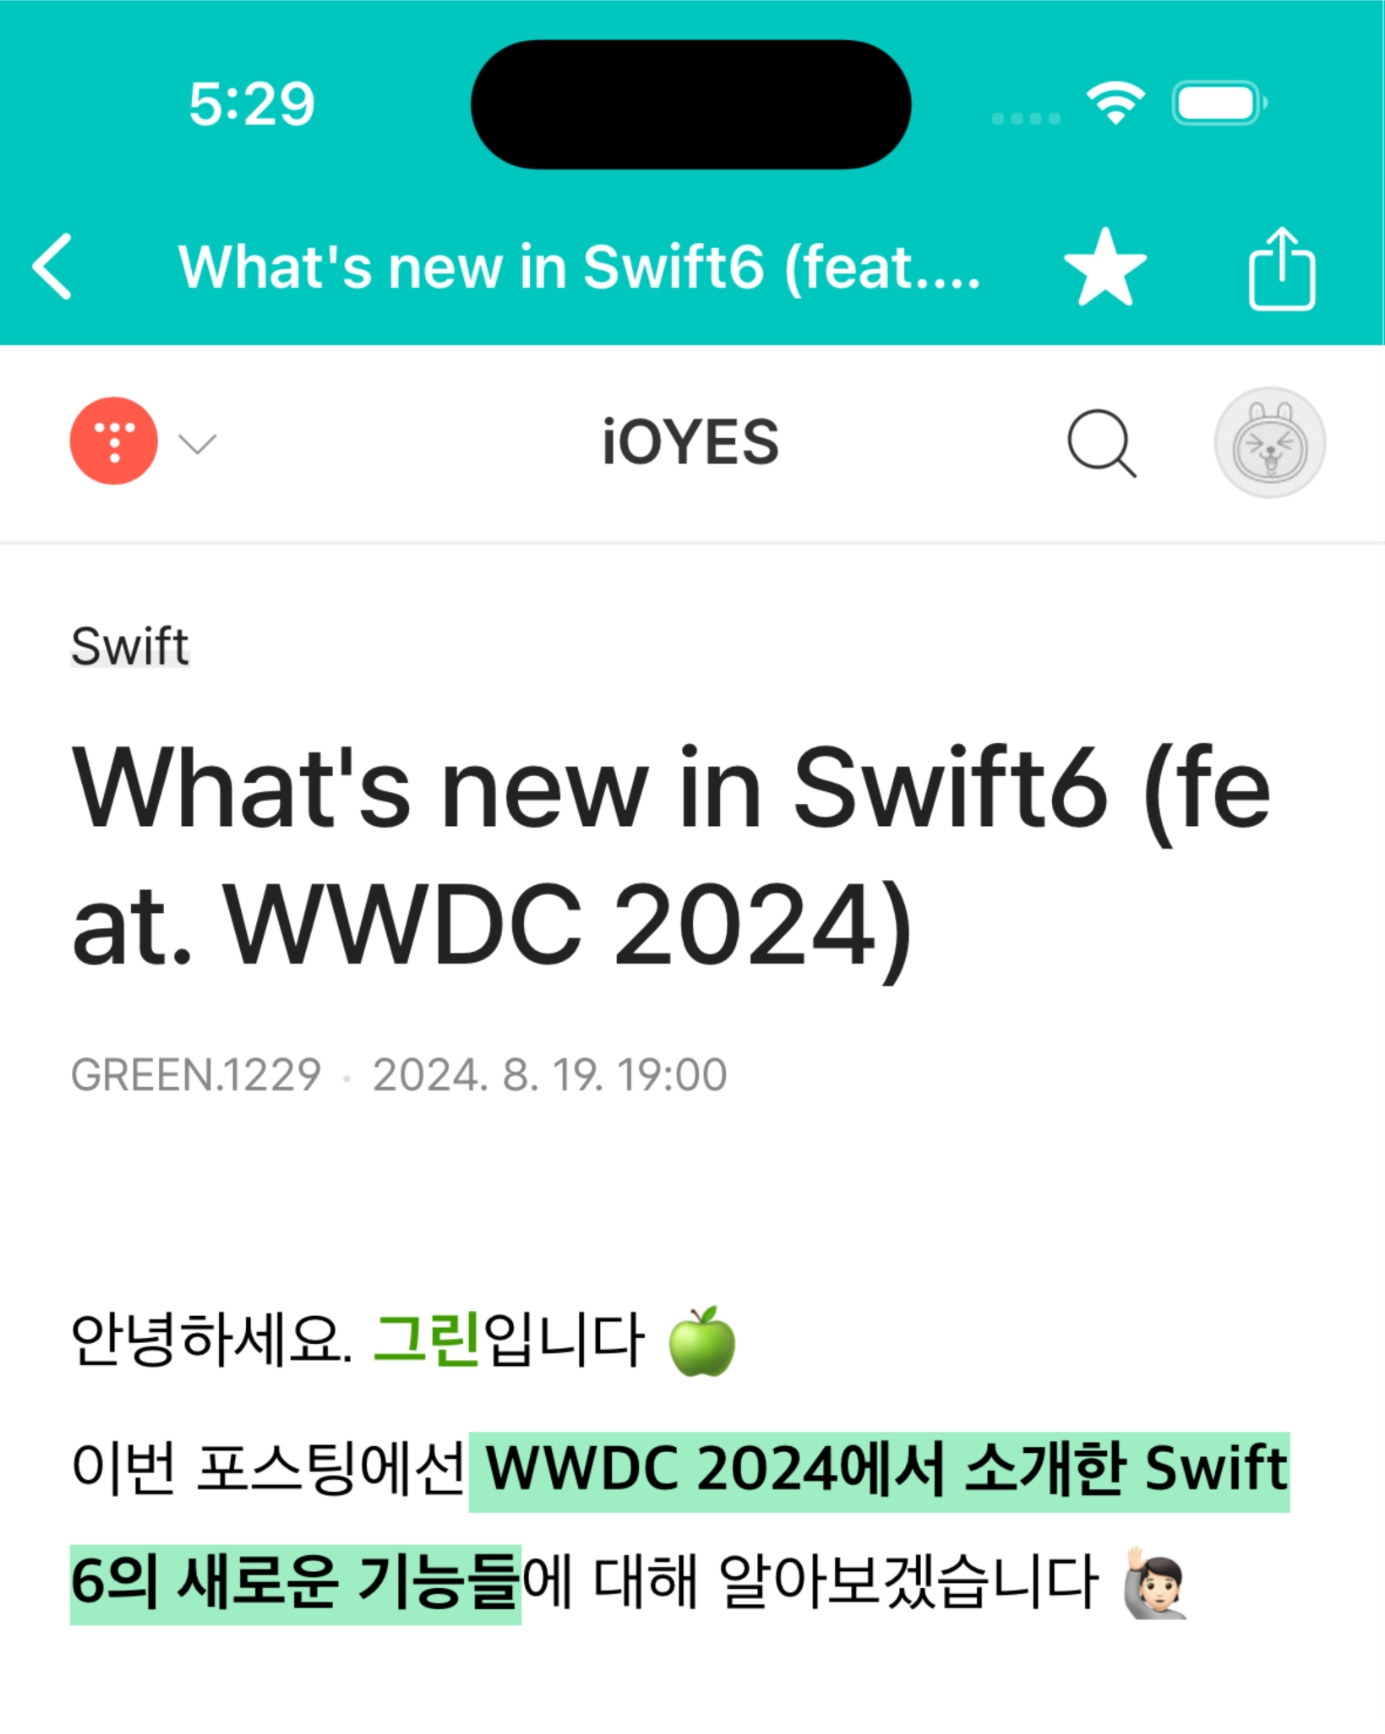 5:29
What's new in Swift6 (feat....
iOYES
Swift
What's new in Swift6 (fe
at. WWDC 2024)
GREEN.1229 · 2024. 8. 19. 19:00
안녕하세요. 그린입니다 🍏
이번 포스팅에선 WWDC 2024에서 소개한 Swift
6의 새로운 기능들에 대해 알아보겠습니다 🙋🏻